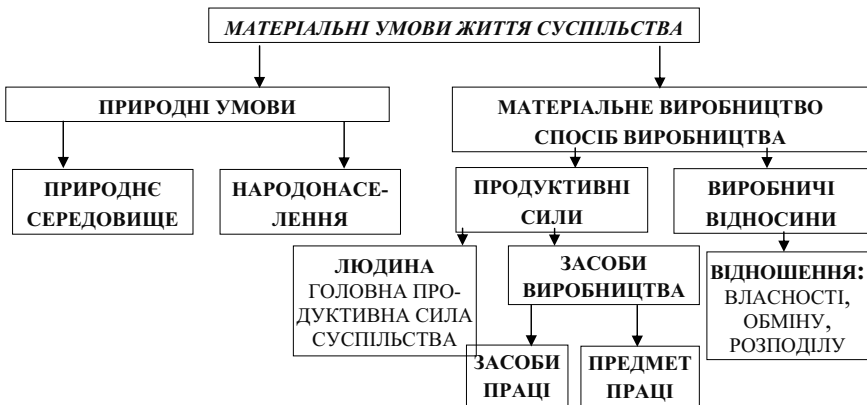 МАТЕРІАЛЬНІ УМОВИ ЖИТТЯ СУСПІЛЬСТВА
ПРИРОДНІ УМОВИ
МАТЕРІАЛЬНЕ ВИРОБНИЦТВО
СПОСІБ ВИРОБНИЦТВА
ПРИРОДНЄ
СЕРЕДОВИЩЕ
НАРОДОНАСЕ-
ЛЕННЯ
ПРОДУКТИВНІ
СИЛИ
ВИРОБНИЧІ
ВІДНОСИНИ
ЛЮДИНА
ГОЛОВНА ПРО-
ДУКТИВНА СИЛА
СУСПІЛЬСТВА
ЗАСОБИ
ВИРОБНИЦТВА
ВІДНОШЕННЯ:
ВЛАСНОСТІ,
ОБМІНУ,
РОЗПОДІЛУ
ЗАСОБИ
ПРАЦІ
ПРЕДМЕТ
ПРАЦІ